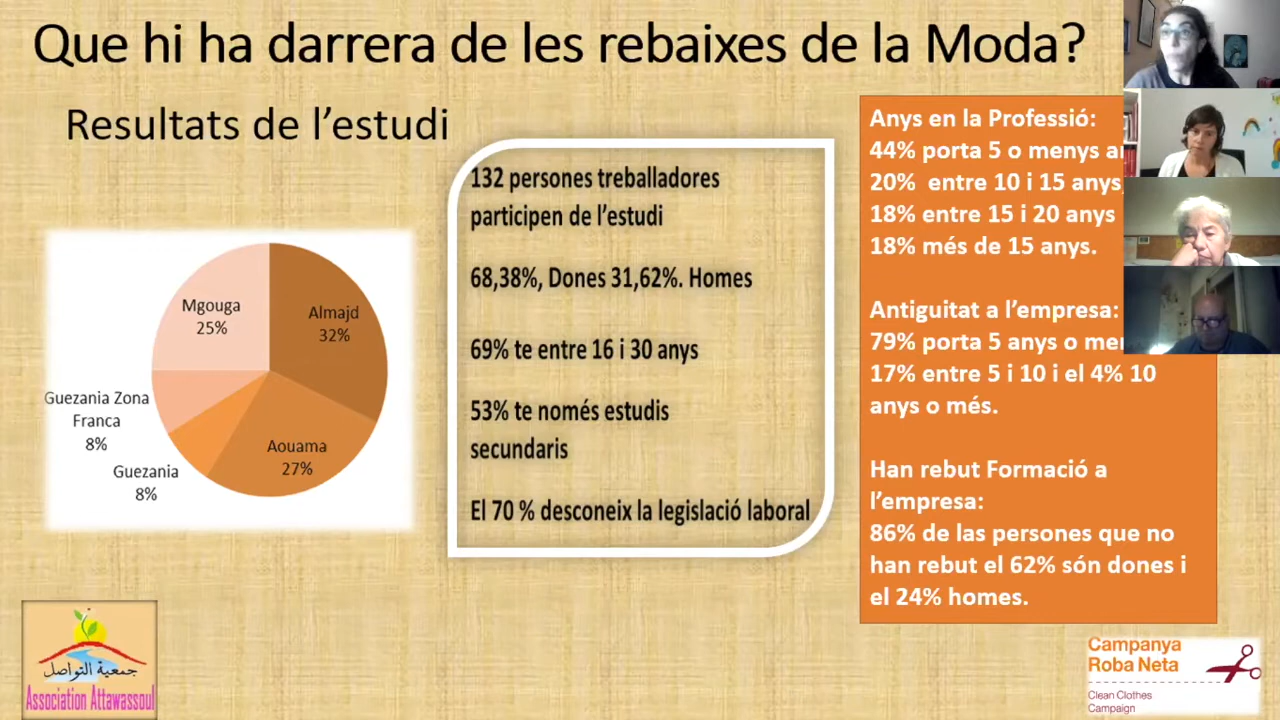 Que hi ha darrera de les rebaixes de la Moda?
Resultats de l’estudi
Mgouga
25%
Almajd
32%
Guezania Zona
Franca
8%
Guezania
8%
Aouama
27%
132 persones treballadores
participen de l’estudi
68,38%, Dones 31,62%. Homes
69% te entre 16 i 30 anys
53% te només estudis
secundaris
El 70 % desconeix la legislació laboral
Anys en la Professió:
44% porta 5 o menys
20% entre 10 i 15 anys,
18% entre 15 i 20 anys
18% més de 15 anys.
Antiguitat a l’empresa:
79% porta 5 anys o
17% entre 5 i 10 i el 4% 10
anys o més.
Han rebut Formació a
l’empresa:
86% de las persones que no
han rebut el 62% són dones i
el 24% homes.
جمعية التواصل
Association Attawassoul
Campanya
Roba Neta
Clean Clothes
Campaign